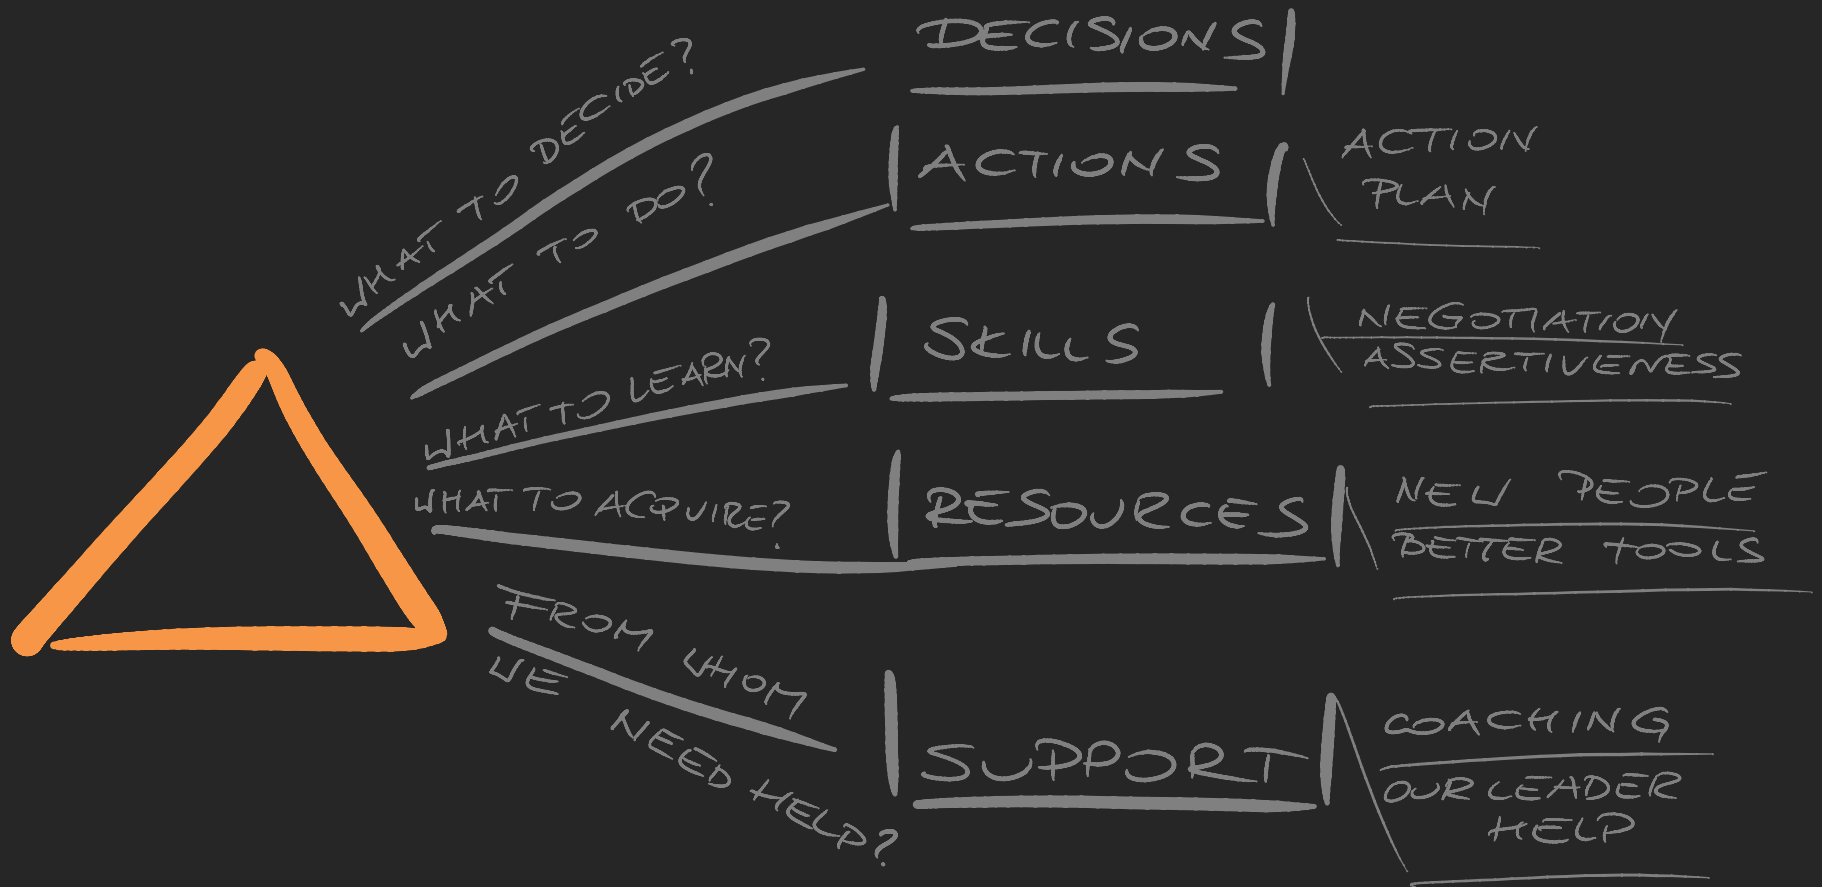 WHAT TO DECIDE?
DECISIONS
WHAT TO DO?
ACTIONS
ACTION
PLAN
WHAT TO LEARN?
SKILLS
NEGOTIATION
ASSERTIVENESS
WHAT TO ACQUIRE?
RESOURCES
NEW PEOPLE
BETTER TOOLS
FROM WHOM
WE NEED HELP?
SUPPORT
COACHING
OUR LEADER
HELP